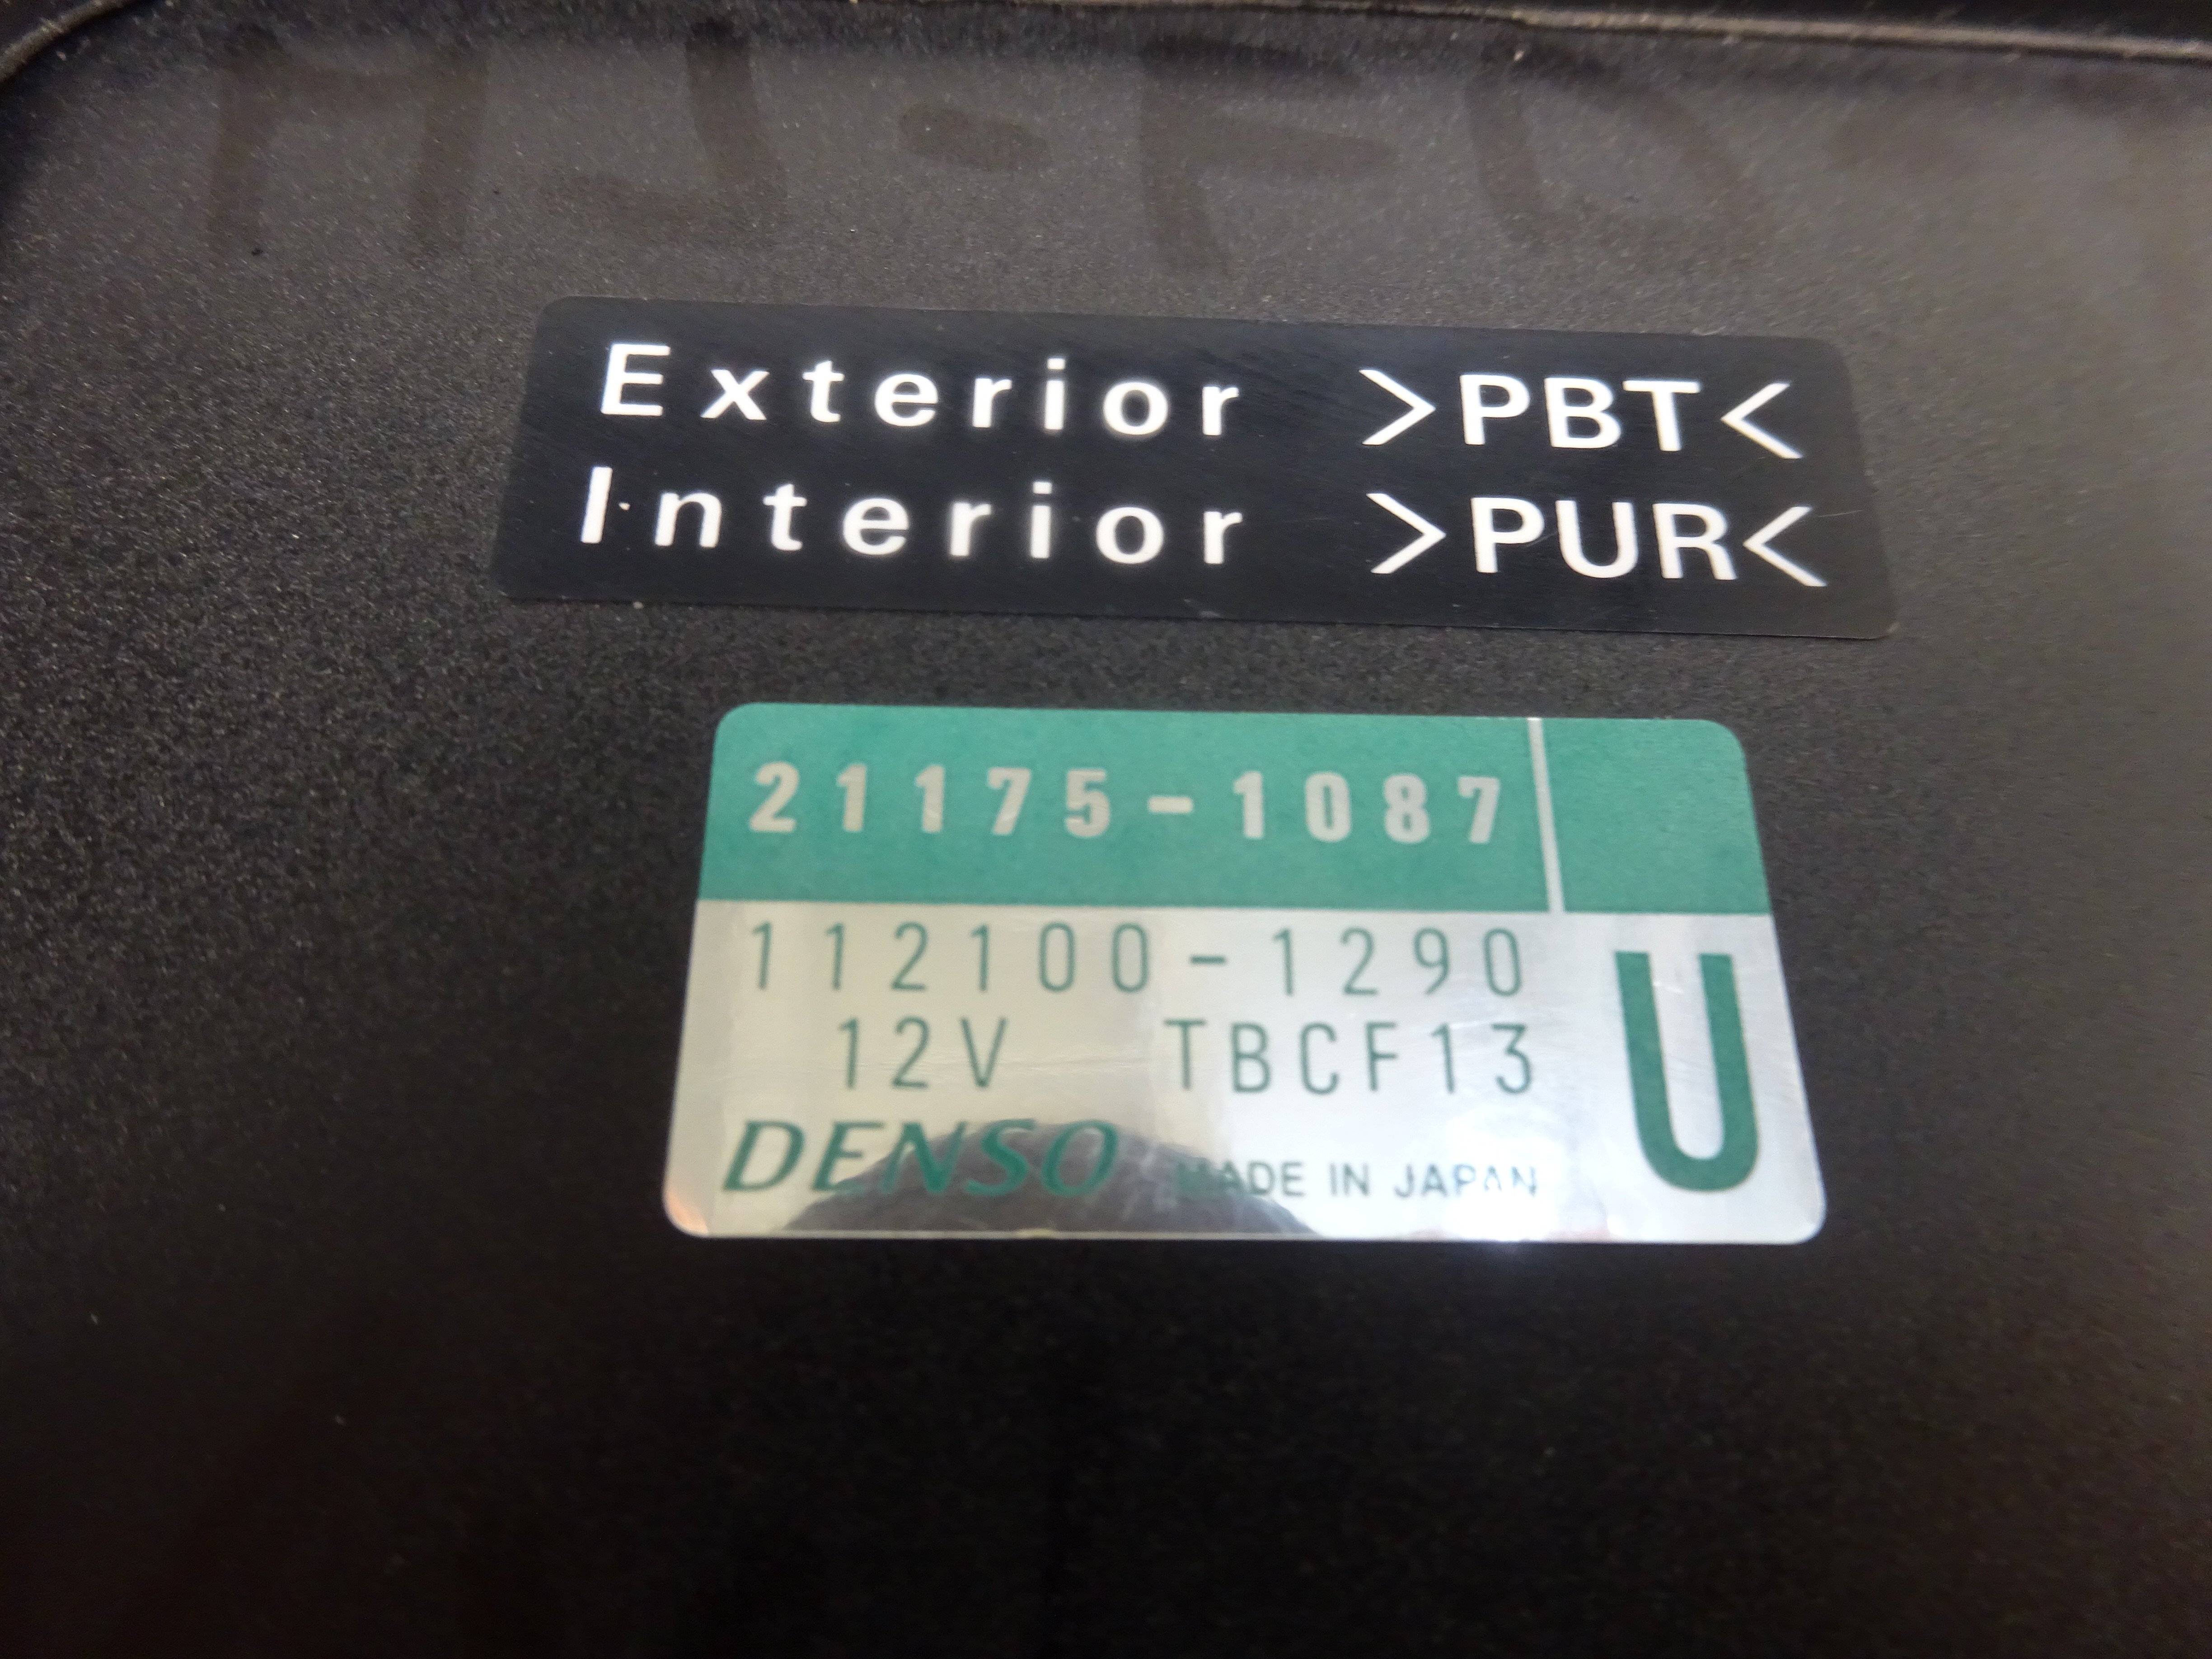 Exterior >PBT<
Interior >PUR<
21175-1087
112100-1290
12V TBCF13
U
DENSO MADE IN JAPAN